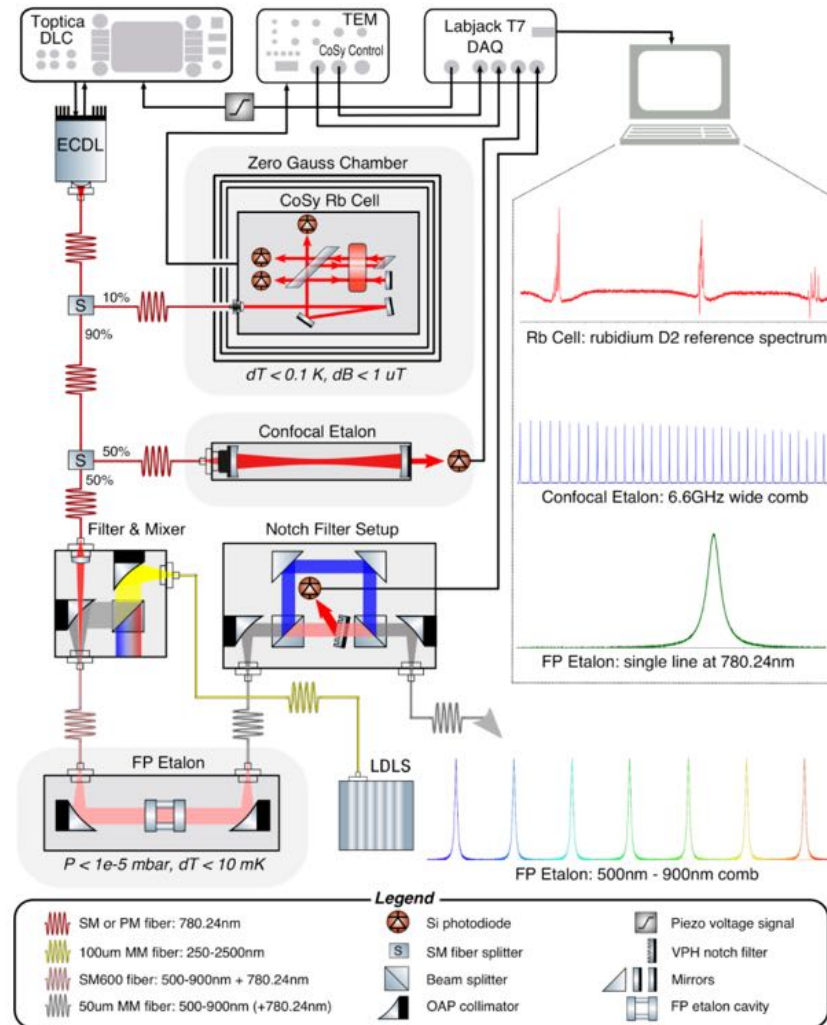 Toptica
DLC
TEM
CoSy Control
Labjack T7
DAQ
ECDL
Zero Gauss Chamber
CoSy Rb Cell
10%
S
90%
dT < 0.1 K, dB < 1 uT
Rb Cell: rubidium D2 reference spectrum
Confocal Etalon
50%
S
50%
Confocal Etalon: 6.6GHz wide comb
Filter & Mixer
Notch Filter Setup
FP Etalon: single line at 780.24nm
FP Etalon
LDLS
P < 1e-5 mbar, dT < 10 mK
FP Etalon: 500nm - 900nm comb
Legend
SM or PM fiber: 780.24nm
Si photodiode
Piezo voltage signal
100um MM fiber: 250-2500nm
S
SM fiber splitter
VPH notch filter
SM600 fiber: 500-900nm + 780.24nm
Beam splitter
Mirrors
50um MM fiber: 500-900nm (+780.24nm)
OAP collimator
FP etalon cavity